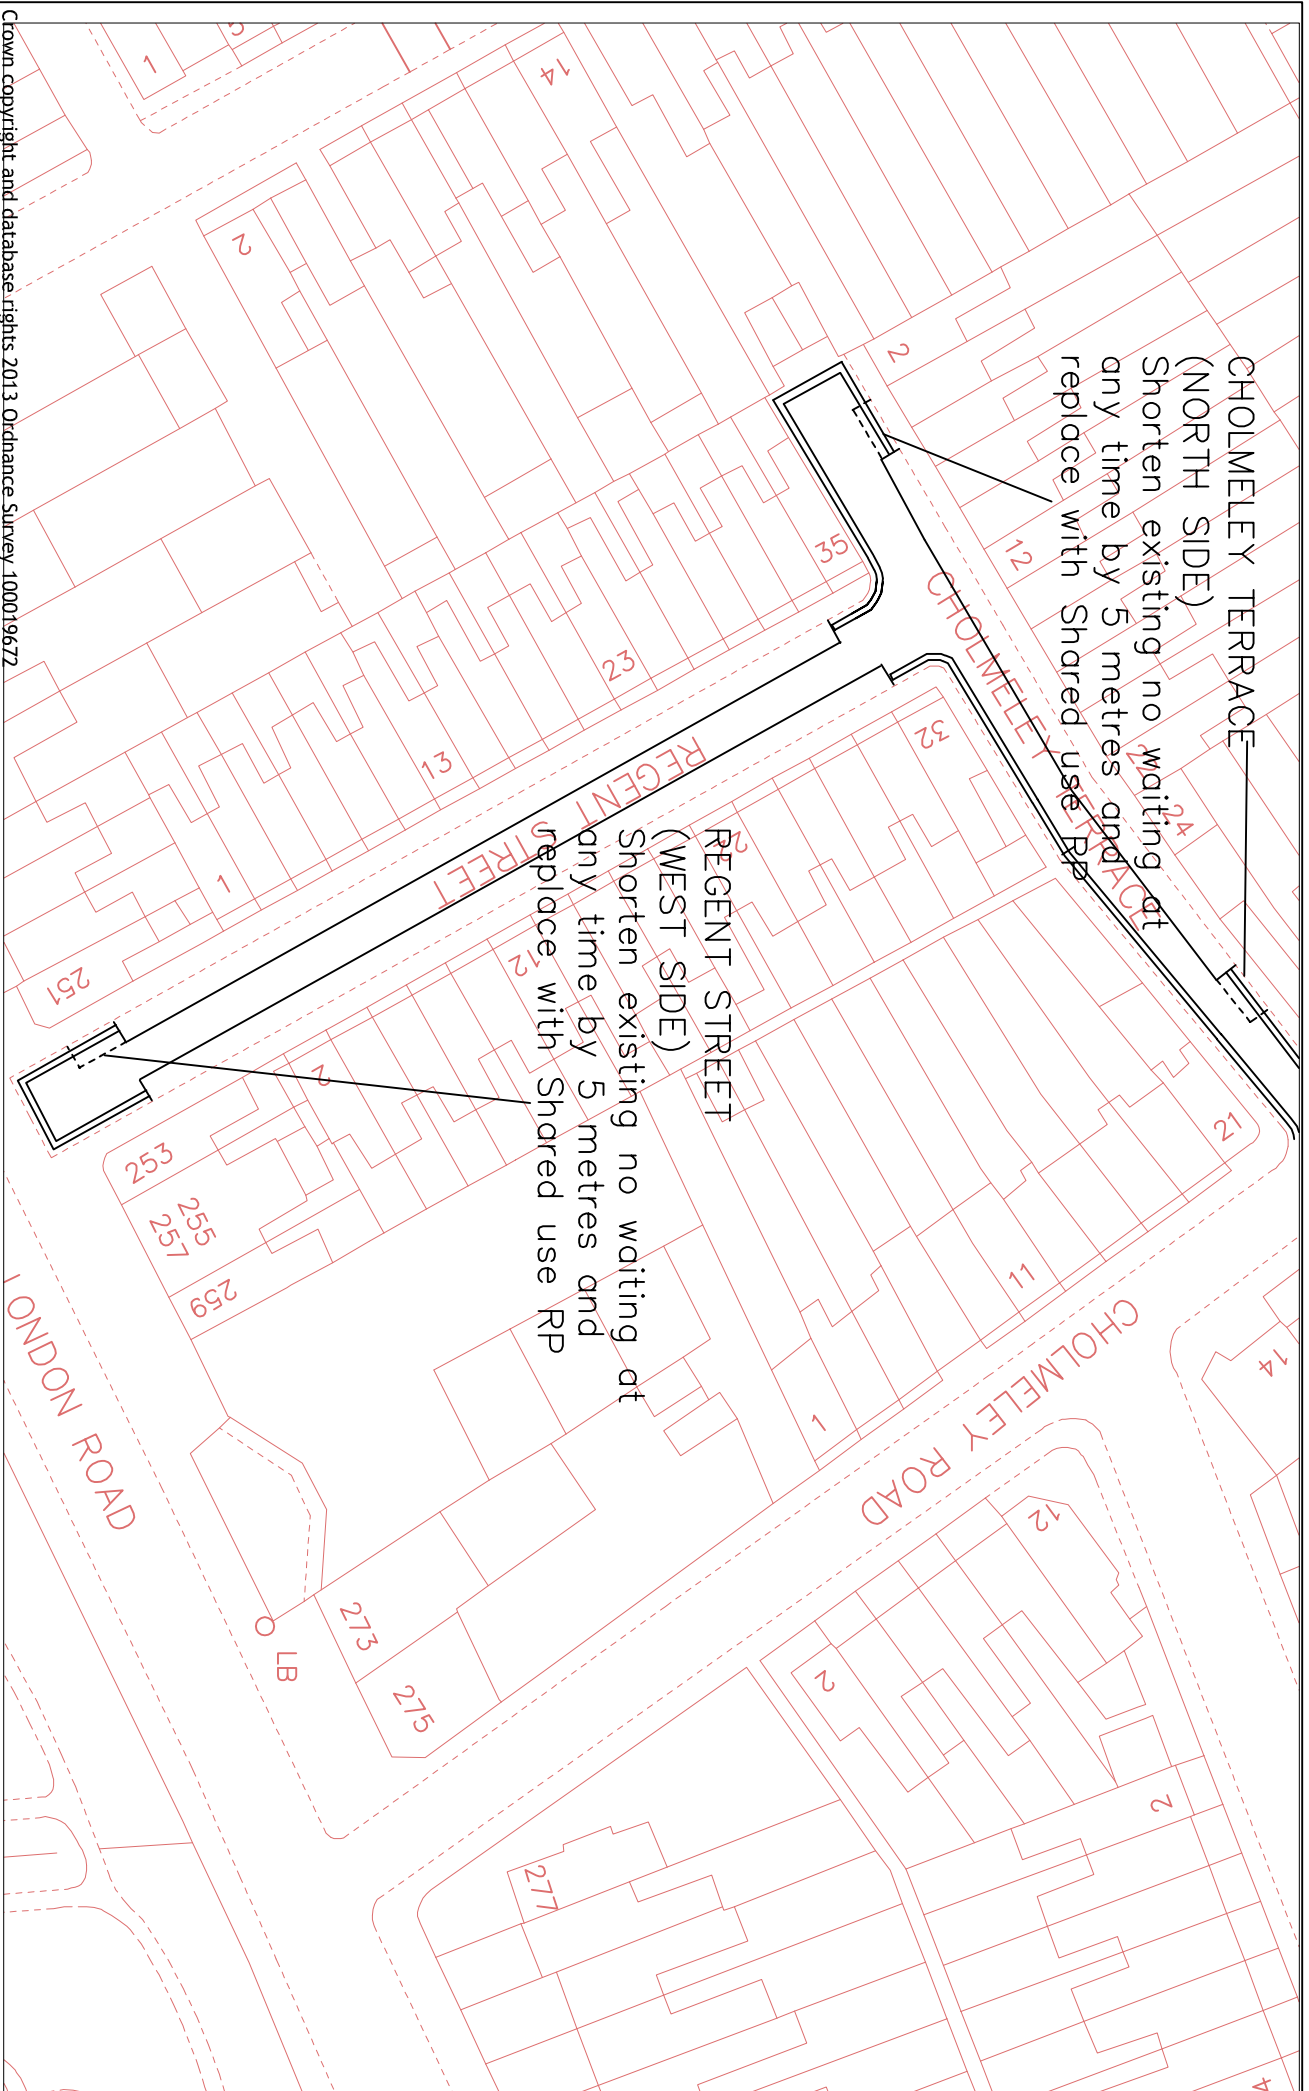 CHOLMELEY TERRACE
(NORTH SIDE)
Shorten existing no waiting at
any time by 5 metres and
replace with Shared use RP
REGENT STREET
(WEST SIDE)
Shorten existing no waiting at
any time by 5 metres and
replace with Shared use RP
CHOLMELEY TERRACE
REGENT STREET
CHOLMELEY ROAD
LONDON ROAD
1
5
14
2
2
12
22
24
35
23
13
1
251
32
12
2
253
255
257
259
21
11
1
14
12
2
2
273
275
LB
277
4
Crown copyright and database rights 2013 Ordnance Survey 100019672